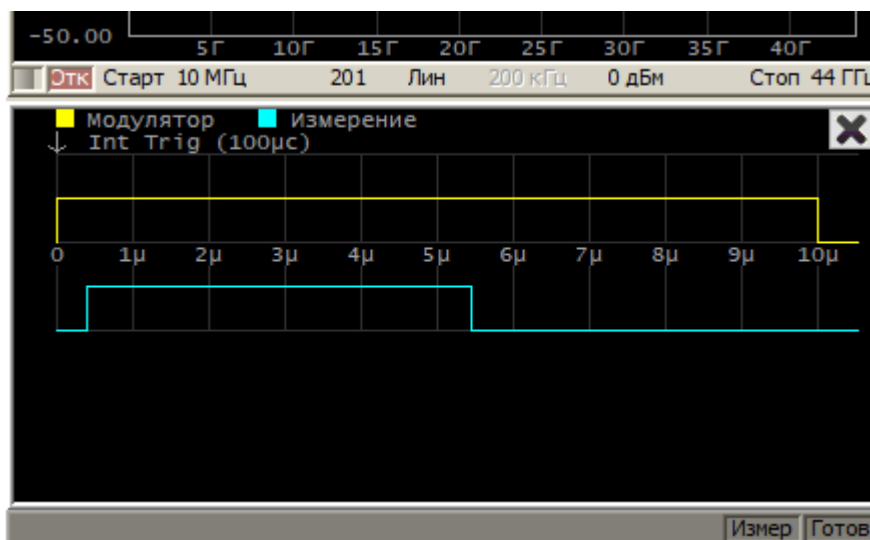 -50.00
5Г 10Г 15Г 20Г 25Г 30Г 35Г 40Г
Отк Старт 10 МГц 201 Лин 200 кГц 0 дБм Стоп 44 ГГц
Модулятор Измерение
Int Trig (100µс)
0 1µ 2µ 3µ 4µ 5µ 6µ 7µ 8µ 9µ 10µ
Измер Готов